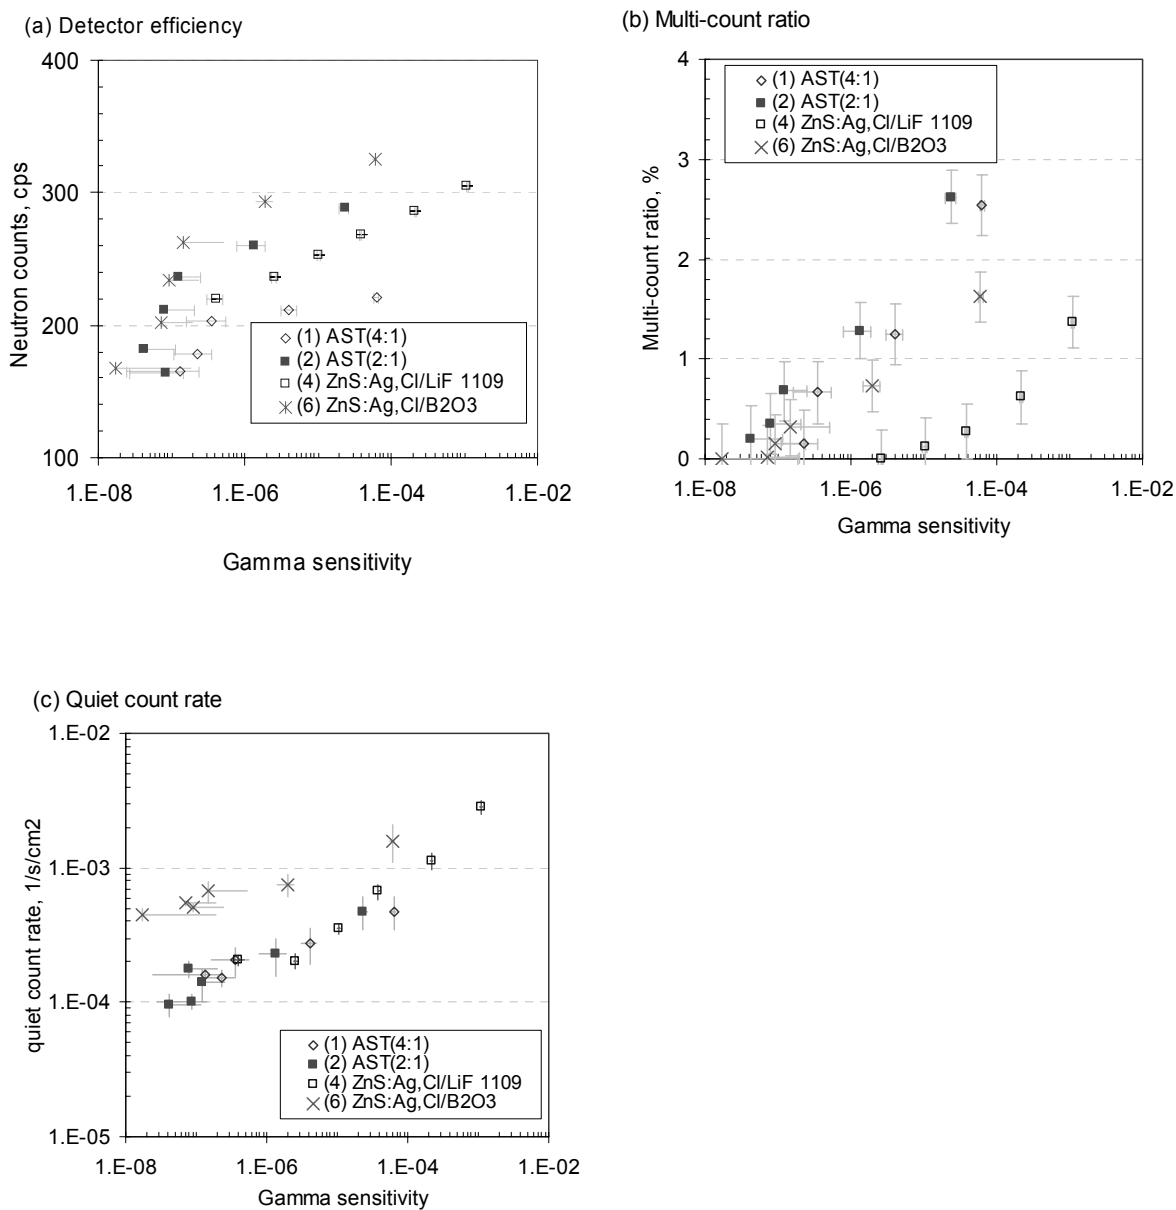 (a) Detector efficiency
400
300
200
100
Neutron counts, cps
(1) AST(4:1)
(2) AST(2:1)
(4) ZnS:Ag,Cl/LiF 1109
(6) ZnS:Ag,Cl/B2O3
1.E-08 1.E-06 1.E-04 1.E-02
Gamma sensitivity
(b) Multi-count ratio
4
3
2
1
0
Multi-count ratio, %
(1) AST(4:1)
(2) AST(2:1)
(4) ZnS:Ag,Cl/LiF 1109
(6) ZnS:Ag,Cl/B2O3
1.E-08 1.E-06 1.E-04 1.E-02
Gamma sensitivity
(c) Quiet count rate
1.E-02
1.E-03
1.E-04
1.E-05
quiet count rate, 1/s/cm2
(1) AST(4:1)
(2) AST(2:1)
(4) ZnS:Ag,Cl/LiF 1109
(6) ZnS:Ag,Cl/B2O3
1.E-08 1.E-06 1.E-04 1.E-02
Gamma sensitivity